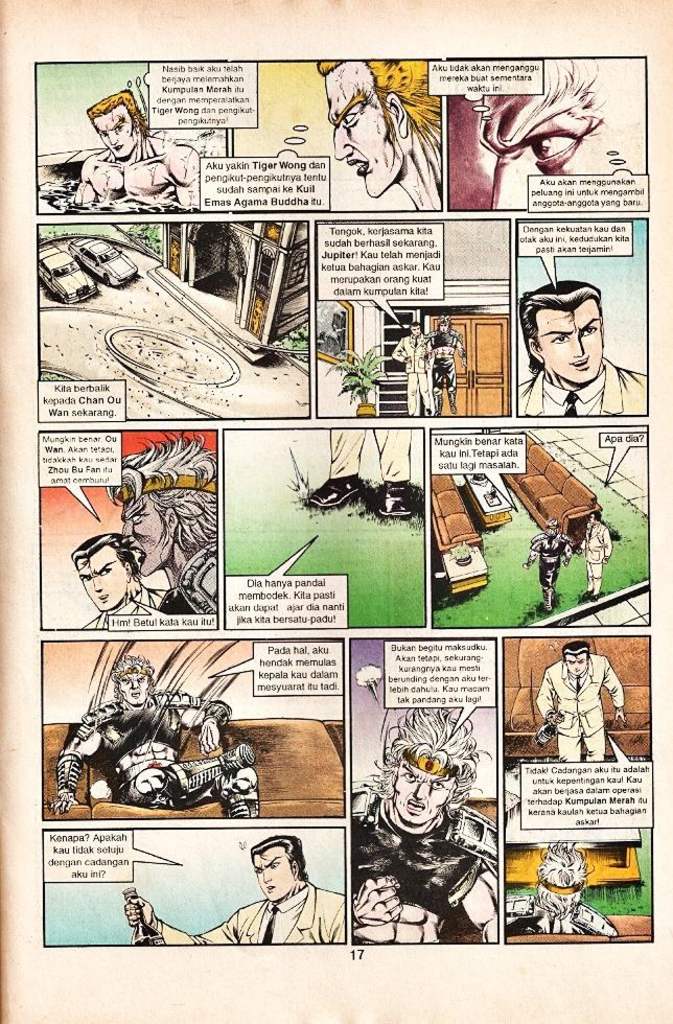 Nasib baik aku telah
berjaya melemahkan
Kumpulan Merah itu
dengan memperalatkan
Tiger Wong dan pengikut-
pengikutnya!
Aku yakin Tiger Wong dan
pengikut-pengikutnya tentu
sudah sampai ke Kuil
Emas Agama Buddha itu.
Aku tidak akan menganggu
mereka buat sementara
waktu ini.
Aku akan menggunakan
peluang ini untuk mengambil
anggota-anggota yang baru.
Kita berbalik
kepada Chan Ou
Wan sekarang.
Tengok, kerjasama kita
sudah berhasil sekarang,
Jupiter! Kau telah menjadi
ketua bahagian askar. Kau
merupakan orang kuat
dalam kumpulan kita!
Dengan kekuatan kau dan
otak aku ini, kedudukan kita
pasti akan terjamin!
Mungkin benar, Ou
Wan. Akan tetapi,
tidakkah kau sedar
Zhou Bu Fan itu
amat cemburu!
Hm! Betul kata kau itu!
Dia hanya pandai
membodek. Kita pasti
akan dapat ajar dia nanti
jika kita bersatu-padu!
Mungkin benar kata
kau ini.Tetapi ada
satu lagi masalah.
Apa dia?
Pada hal, aku
hendak memulas
kepala kau dalam
mesyuarat itu tadi.
Kenapa? Apakah
kau tidak setuju
dengan cadangan
aku ini?
Bukan begitu maksudku.
Akan tetapi, sekurang-
kurangnya kau mesti
berunding dengan aku ter-
lebih dahulu. Kau macam
tak pandang aku lagi!
Tidak! Cadangan aku itu adalah
untuk kepentingan kau! Kau
akan berjasa dalam operasi
terhadap Kumpulan Merah itu
kerana kaulah ketua bahagian
askar!
17